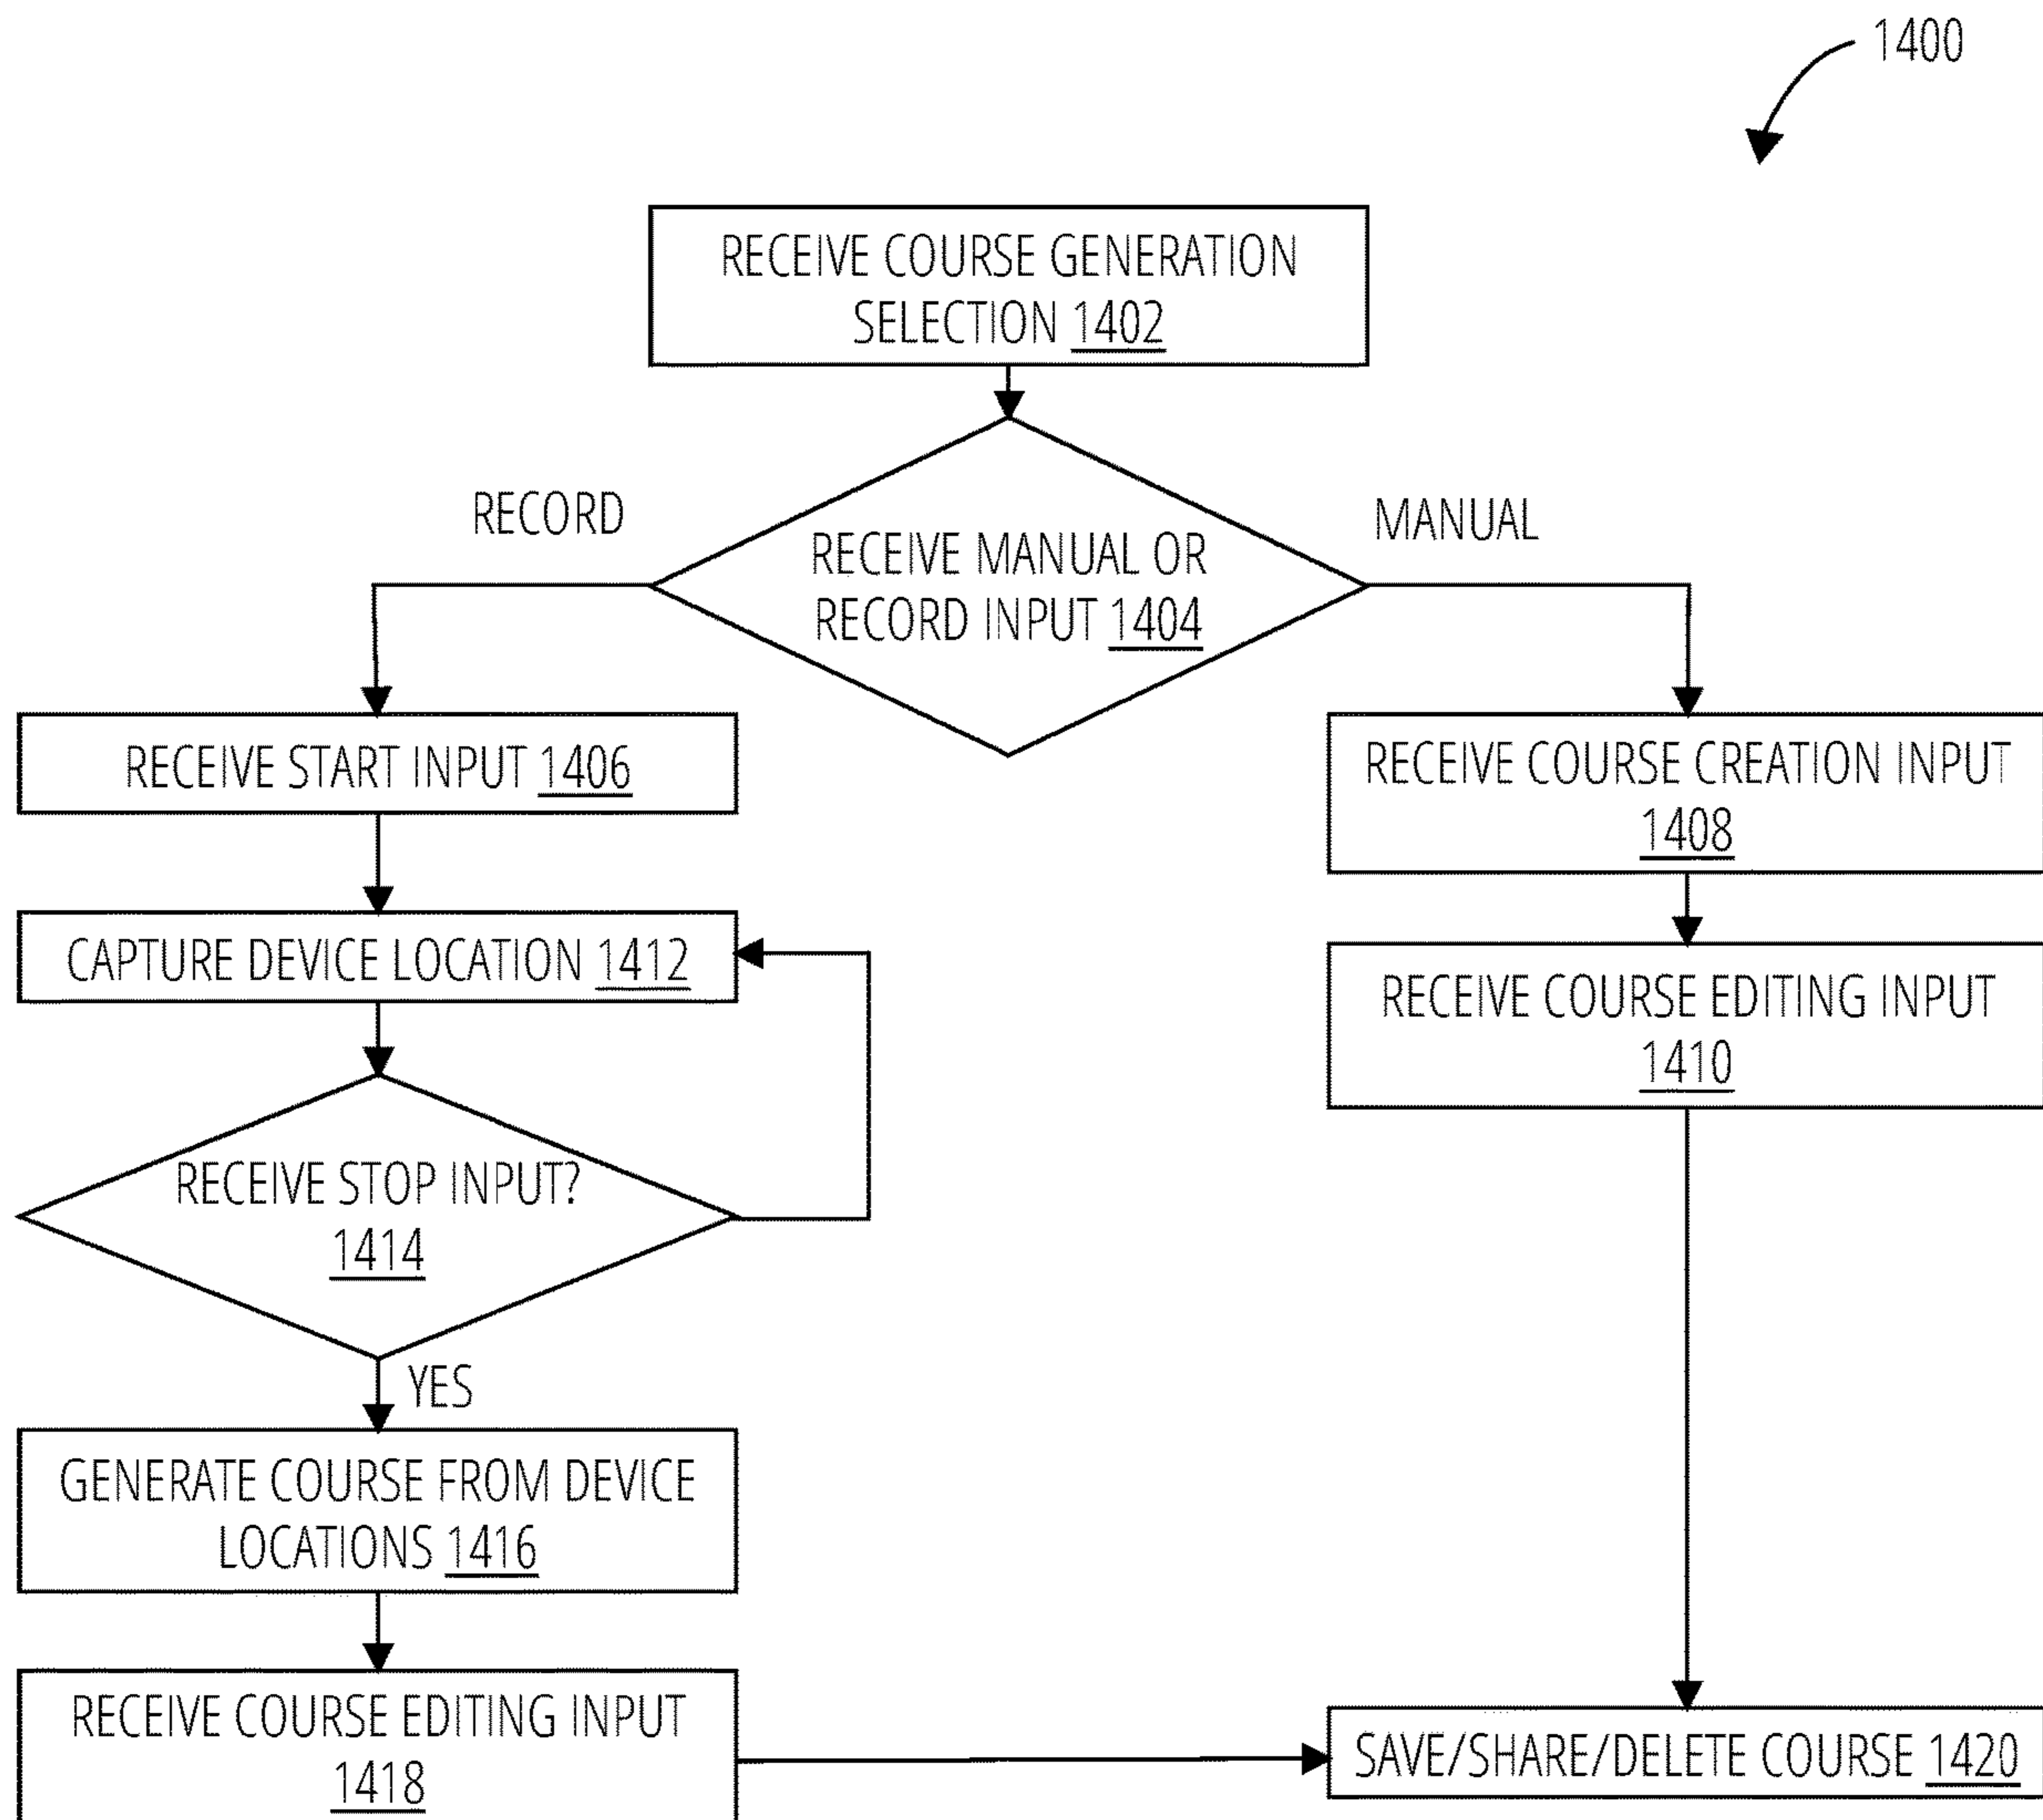 1400
RECEIVE COURSE GENERATION
SELECTION 1402
RECORD
MANUAL
RECEIVE MANUAL OR
RECORD INPUT 1404
RECEIVE START INPUT 1406
RECEIVE COURSE CREATION INPUT
1408
CAPTURE DEVICE LOCATION 1412
RECEIVE COURSE EDITING INPUT
1410
RECEIVE STOP INPUT?
1414
YES
GENERATE COURSE FROM DEVICE
LOCATIONS 1416
RECEIVE COURSE EDITING INPUT
1418
SAVE/SHARE/DELETE COURSE 1420